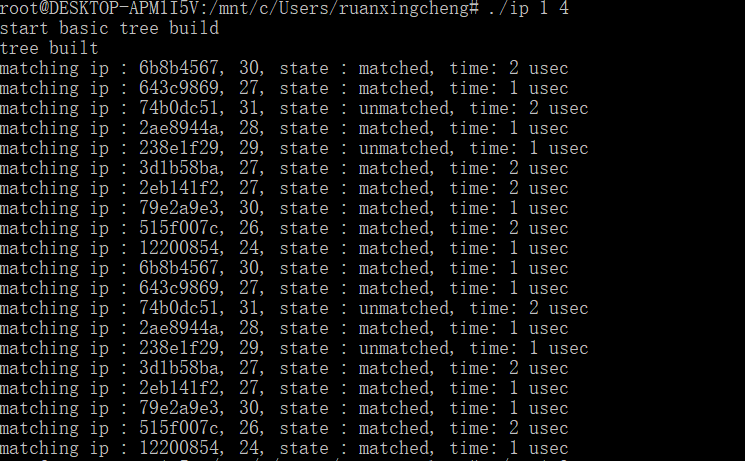 root@DESKTOP-APM1I5V:/mnt/c/Users/ruanxingcheng# ./ip 1 4
start basic tree build
tree built
matching ip : 6b8b4567, 30, state : matched, time: 2 usec
matching ip : 643c9869, 27, state : matched, time: 1 usec
matching ip : 74b0dc51, 31, state : unmatched, time: 2 usec
matching ip : 2ae8944a, 28, state : matched, time: 1 usec
matching ip : 238e1f29, 29, state : unmatched, time: 1 usec
matching ip : 3d1b58ba, 27, state : matched, time: 2 usec
matching ip : 2eb141f2, 27, state : matched, time: 2 usec
matching ip : 79e2a9e3, 30, state : matched, time: 1 usec
matching ip : 515f007c, 26, state : matched, time: 2 usec
matching ip : 12200854, 24, state : matched, time: 1 usec
matching ip : 6b8b4567, 30, state : matched, time: 1 usec
matching ip : 643c9869, 27, state : matched, time: 1 usec
matching ip : 74b0dc51, 31, state : unmatched, time: 2 usec
matching ip : 2ae8944a, 28, state : matched, time: 1 usec
matching ip : 238e1f29, 29, state : unmatched, time: 1 usec
matching ip : 3d1b58ba, 27, state : matched, time: 2 usec
matching ip : 2eb141f2, 27, state : matched, time: 1 usec
matching ip : 79e2a9e3, 30, state : matched, time: 1 usec
matching ip : 515f007c, 26, state : matched, time: 2 usec
matching ip : 12200854, 24, state : matched, time: 1 usec